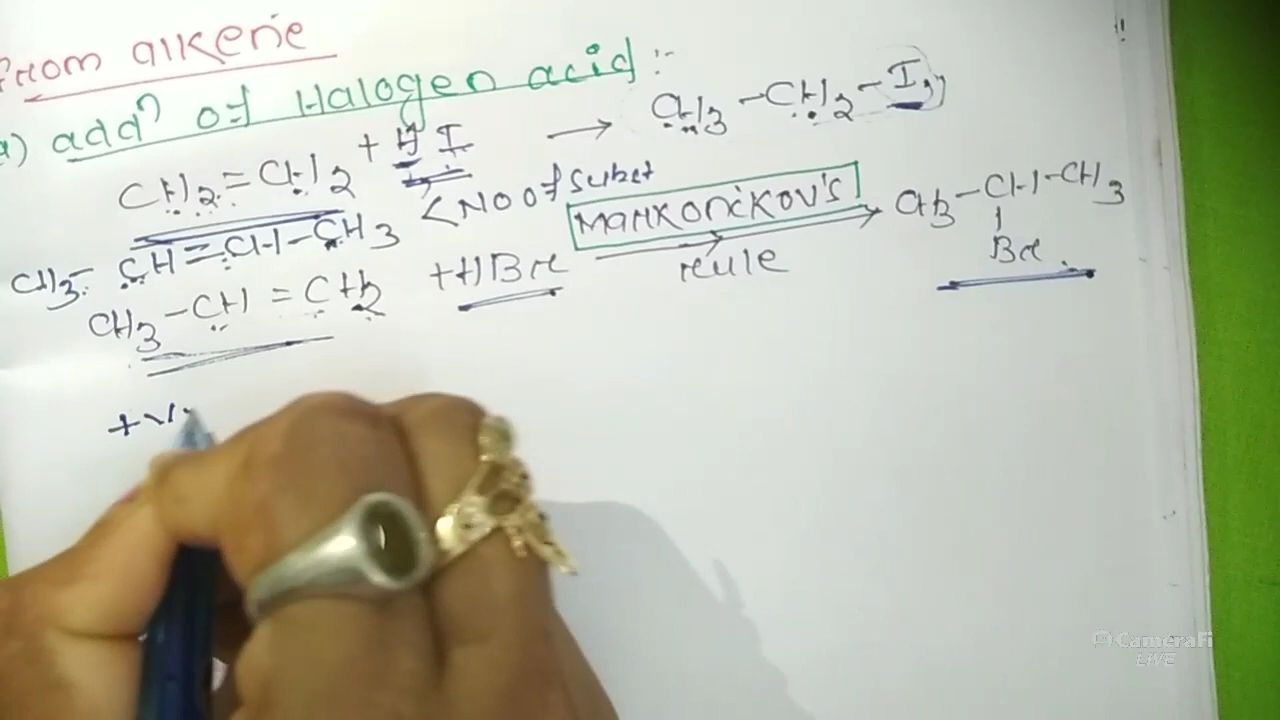 From alkene
a) addⁿ of Halogen acid :-
CH2 = CH2 + HI → CH3 - CH2 - I,
CH3- CH = CH - CH3 < No of subst
CH3 - CH = CH2 + HBr Markonikov's rule → CH3 - CH - CH3
Br
+v
CameraFi
LIVE